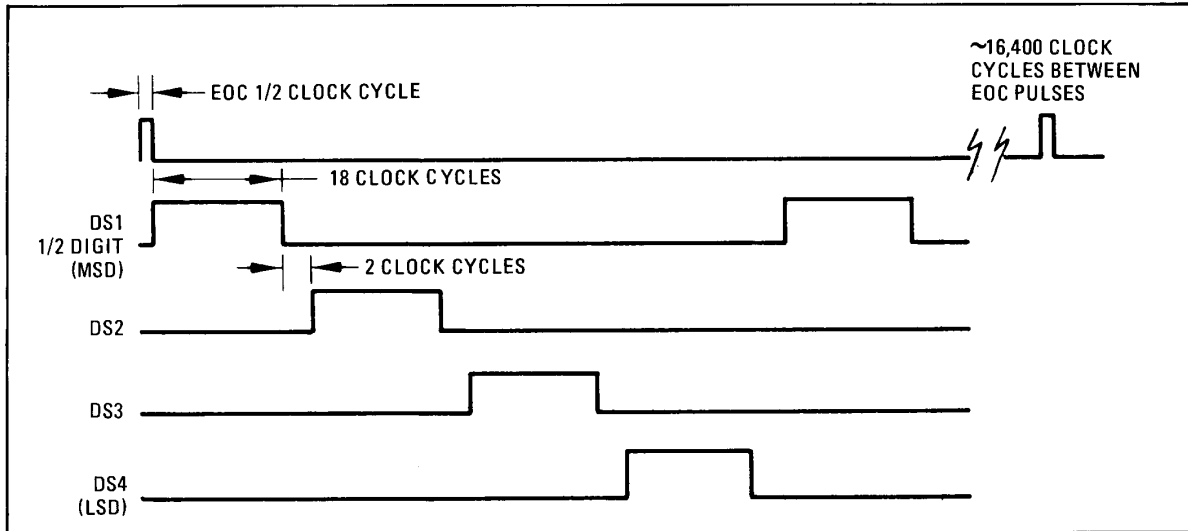 ~16,400 CLOCK
CYCLES BETWEEN
EOC PULSES
EOC 1/2 CLOCK CYCLE
18 CLOCK CYCLES
DS1
1/2 DIGIT
(MSD)
2 CLOCK CYCLES
DS2
DS3
DS4
(LSD)